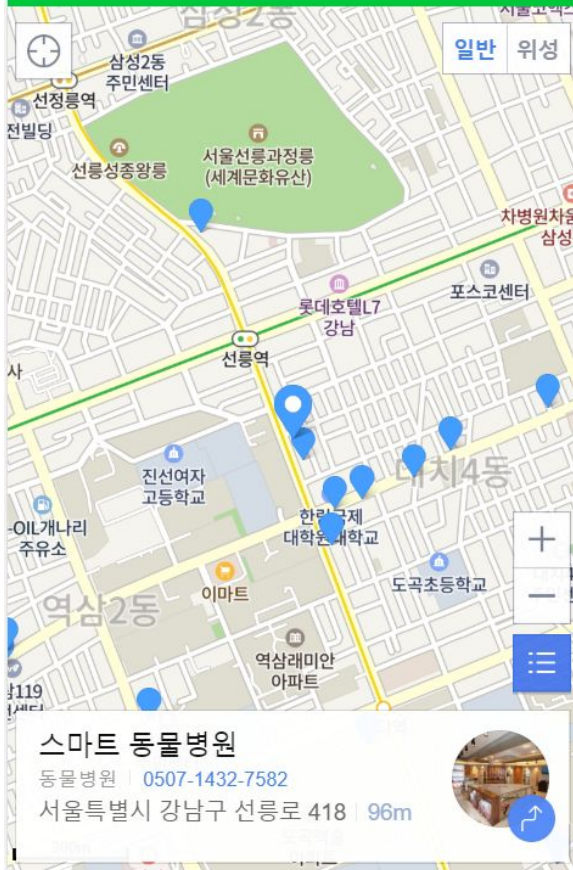 삼성2동
일반 위성
삼성2동
주민센터
선정릉역
전빌딩
선릉성종왕릉
서울선릉과정릉
(세계문화유산)
차병원차움
삼성
포스코센터
롯데호텔L7
강남
선릉역
사
진선여자
고등학교
대치4동
-OIL개나리
주유소
대학원대학교
이마트
도곡초등학교
역삼2동
역삼래미안
아파트
남119
스마트 동물병원
동물병원 0507-1432-7582
서울특별시 강남구 선릉로 418 96m
300m